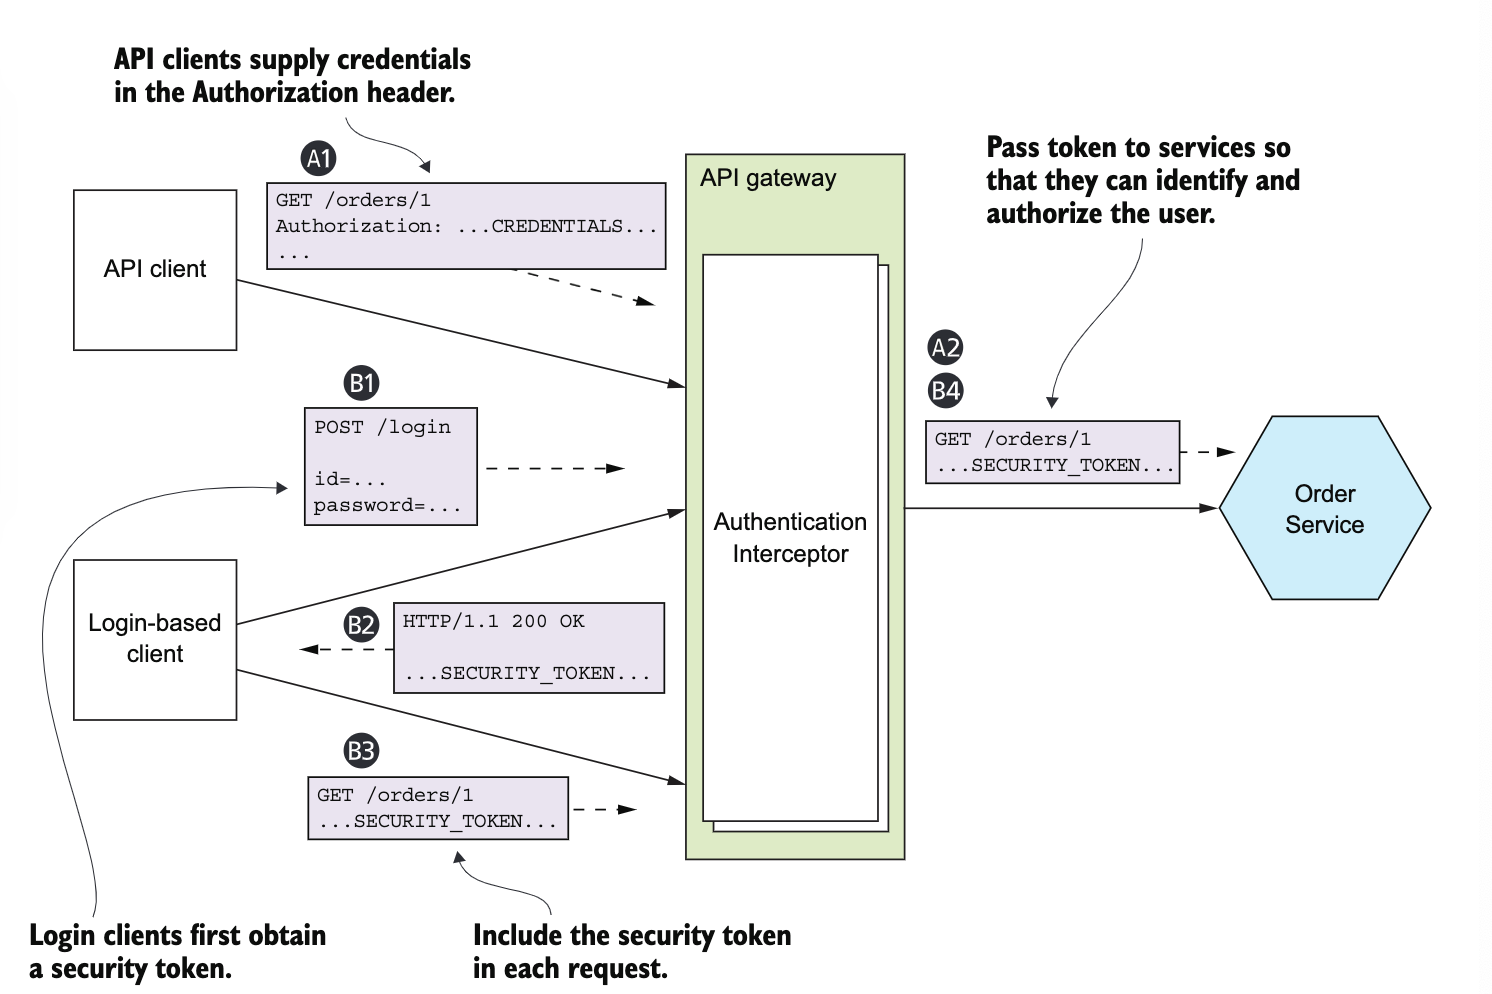 API clients supply credentials
in the Authorization header.
A1
GET /orders/1
Authorization: ...CREDENTIALS...
...
API client
API gateway
Pass token to services so
that they can identify and
authorize the user.
A2
B4
GET /orders/1
...SECURITY_TOKEN...
B1
POST /login
id=...
password=...
Authentication
Interceptor
Order
Service
Login-based
client
B2
HTTP/1.1 200 OK
...SECURITY_TOKEN...
B3
GET /orders/1
...SECURITY_TOKEN...
Login clients first obtain
a security token.
Include the security token
in each request.